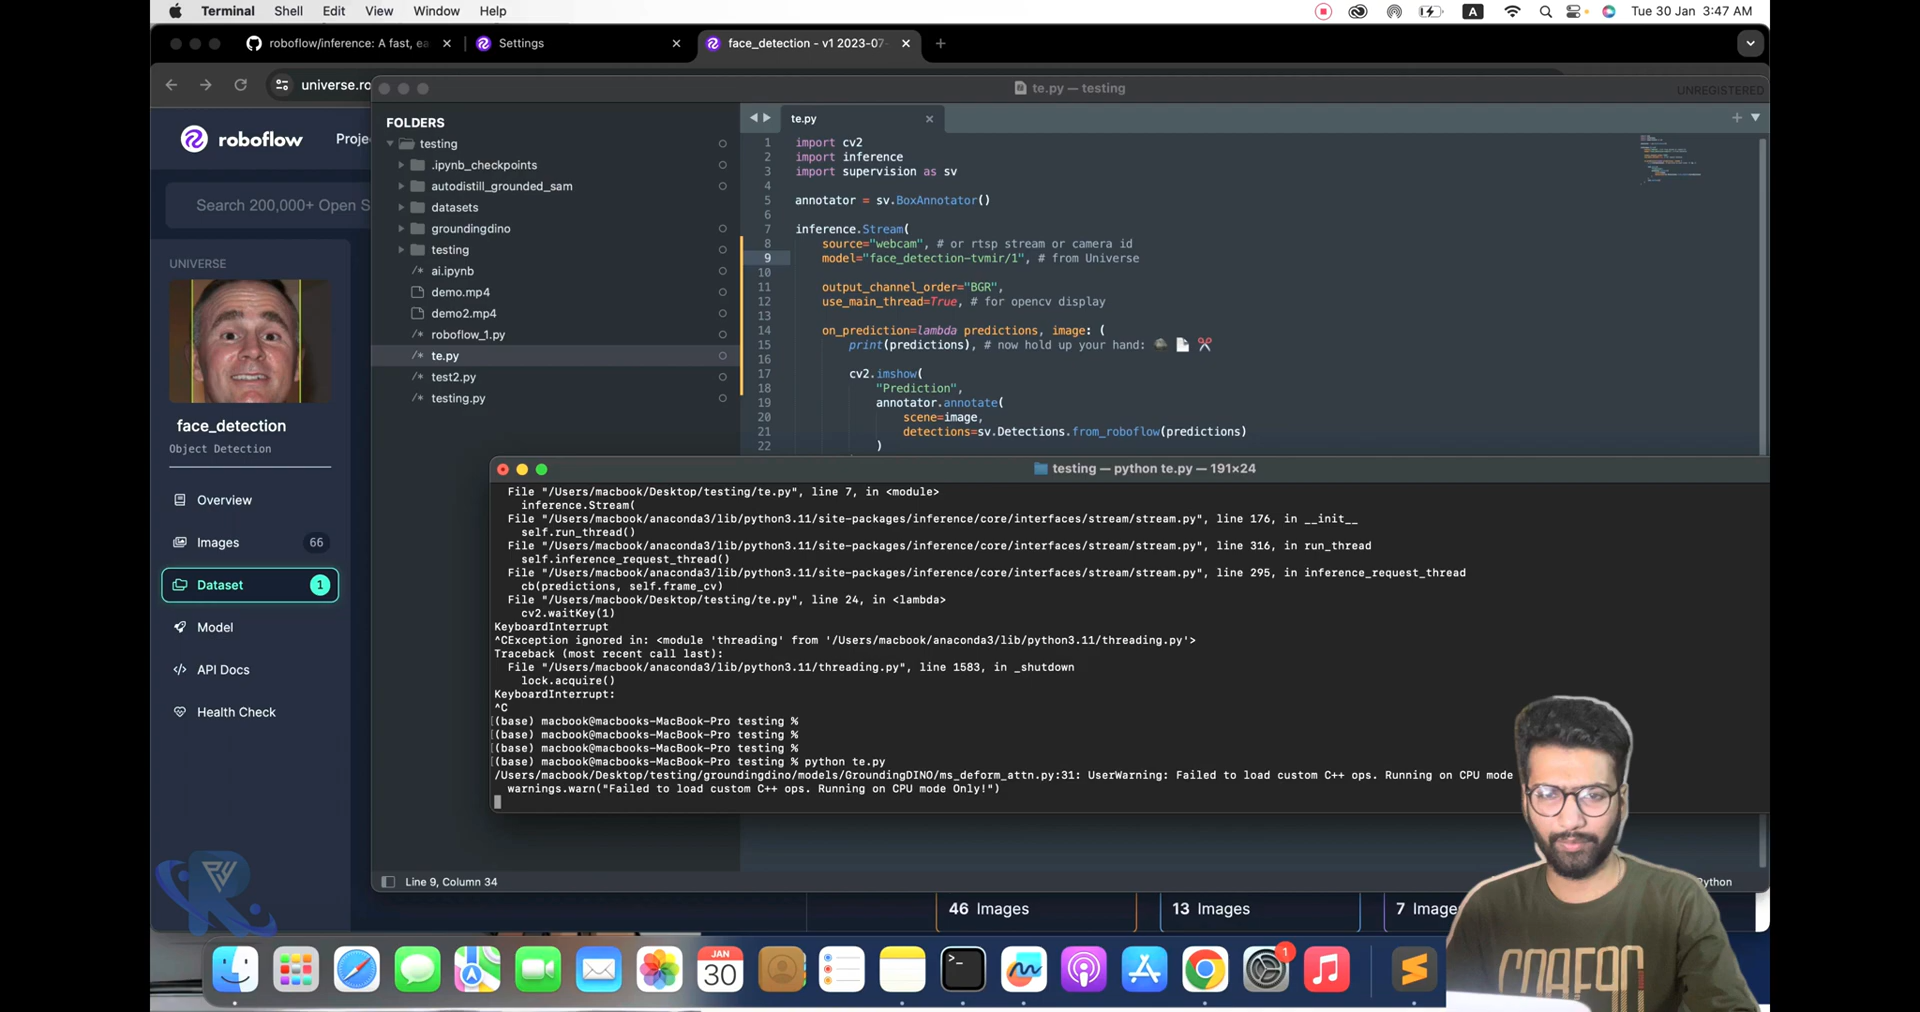 Terminal Shell Edit View Window Help
A Tue 30 Jan 3:47 AM
roboflow/inference: A fast, ea
Settings
face_detection - v1 2023-07-
universe.ro
te.py — testing
UNREGISTERED
roboflow
Proje
Search 200,000+ Open S
UNIVERSE
face_detection
Object Detection
Overview
Images 66
Dataset 1
Model
API Docs
Health Check
FOLDERS
testing
.ipynb_checkpoints
autodistill_grounded_sam
datasets
groundingdino
testing
/* ai.ipynb
demo.mp4
demo2.mp4
/* roboflow_1.py
/* te.py
/* test2.py
/* testing.py
te.py
1 import cv2
2 import inference
3 import supervision as sv
4
5 annotator = sv.BoxAnnotator()
6
7 inference.Stream(
8 source="webcam", # or rtsp stream or camera id
9 model="face_detection-tvmir/1", # from Universe
10
11 output_channel_order="BGR",
12 use_main_thread=True, # for opencv display
13
14 on_prediction=lambda predictions, image: (
15 print(predictions), # now hold up your hand: 🪨 📄 ✂️
16
17 cv2.imshow(
18 "Prediction",
19 annotator.annotate(
20 scene=image,
21 detections=sv.Detections.from_roboflow(predictions)
22 )
testing — python te.py — 191×24
File "/Users/macbook/Desktop/testing/te.py", line 7, in <module>
inference.Stream(
File "/Users/macbook/anaconda3/lib/python3.11/site-packages/inference/core/interfaces/stream/stream.py", line 176, in __init__
self.run_thread()
File "/Users/macbook/anaconda3/lib/python3.11/site-packages/inference/core/interfaces/stream/stream.py", line 316, in run_thread
self.inference_request_thread()
File "/Users/macbook/anaconda3/lib/python3.11/site-packages/inference/core/interfaces/stream/stream.py", line 295, in inference_request_thread
cb(predictions, self.frame_cv)
File "/Users/macbook/Desktop/testing/te.py", line 24, in <lambda>
cv2.waitKey(1)
KeyboardInterrupt
^CException ignored in: <module 'threading' from '/Users/macbook/anaconda3/lib/python3.11/threading.py'>
Traceback (most recent call last):
File "/Users/macbook/anaconda3/lib/python3.11/threading.py", line 1583, in _shutdown
lock.acquire()
KeyboardInterrupt:
^C
[(base) macbook@macbooks-MacBook-Pro testing %
[(base) macbook@macbooks-MacBook-Pro testing %
[(base) macbook@macbooks-MacBook-Pro testing %
[(base) macbook@macbooks-MacBook-Pro testing % python te.py
/Users/macbook/Desktop/testing/groundingdino/models/GroundingDINO/ms_deform_attn.py:31: UserWarning: Failed to load custom C++ ops. Running on CPU mode
warnings.warn("Failed to load custom C++ ops. Running on CPU mode Only!")
Line 9, Column 34
Python
46 Images
13 Images
7 Image
JAN
30
1